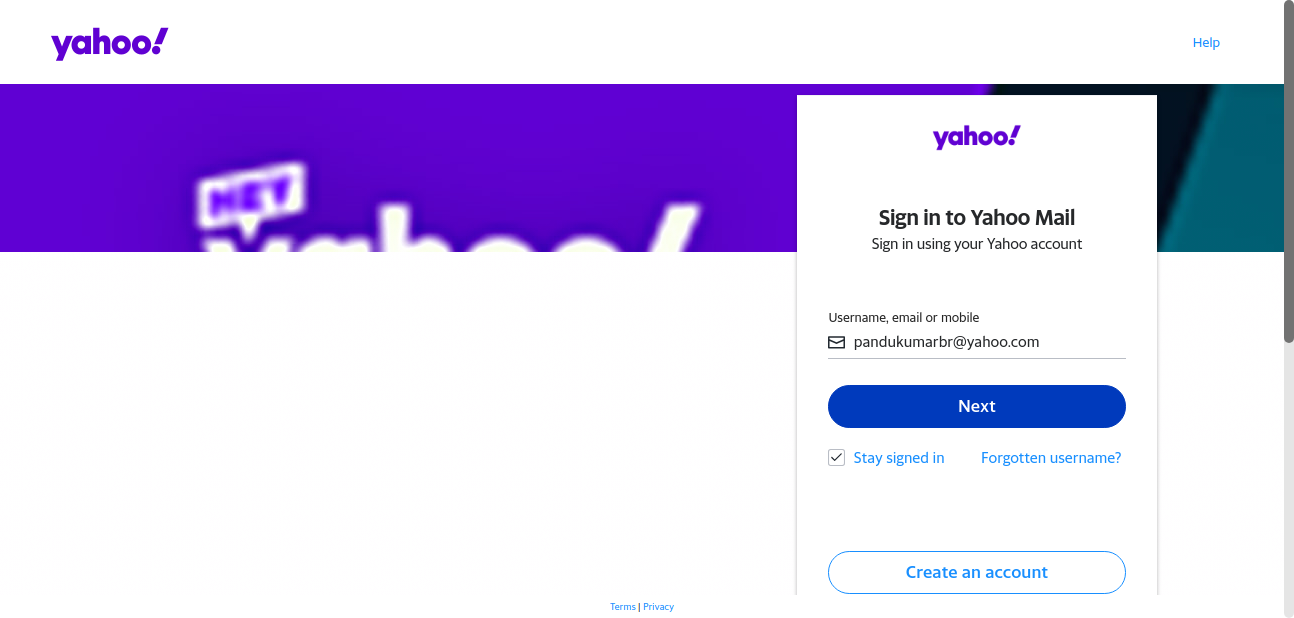 yahoo!
Help
HEY
yahoo!
yahoo!
Sign in to Yahoo Mail
Sign in using your Yahoo account
Username, email or mobile
pandukumarbr@yahoo.com
Next
Stay signed in
Forgotten username?
Create an account
Terms | Privacy